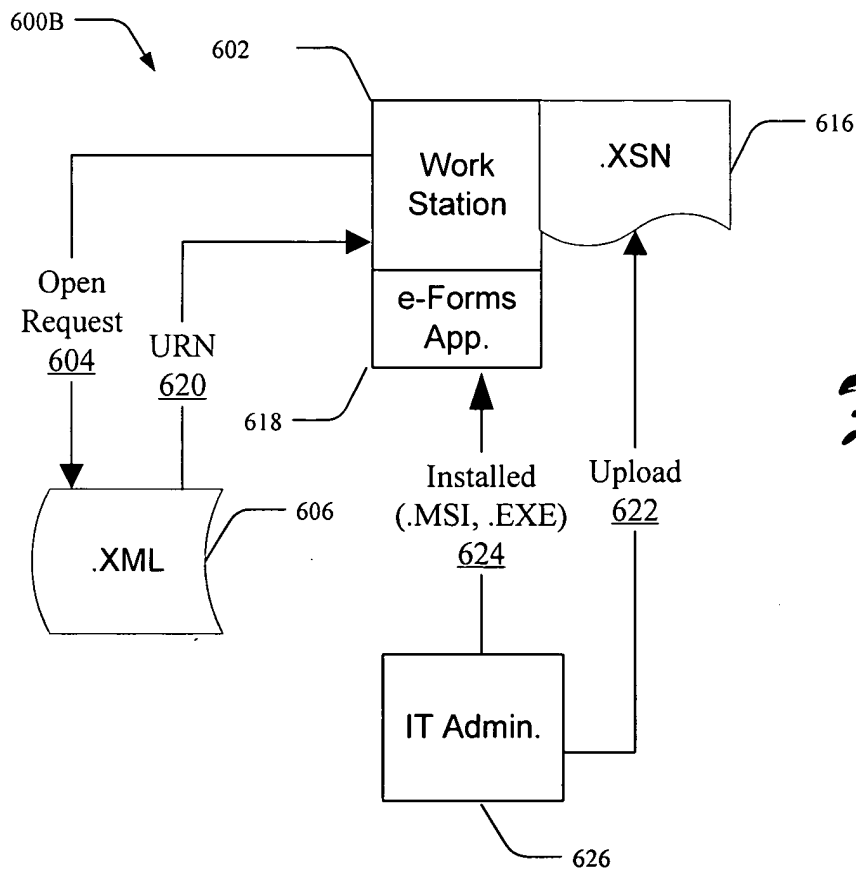 600B
602
616
Work
Station
.XSN
Open
Request
604
URN
620
e-Forms
App.
618
Installed
(.MSI, .EXE)
624
Upload
622
.XML
606
IT Admin.
626